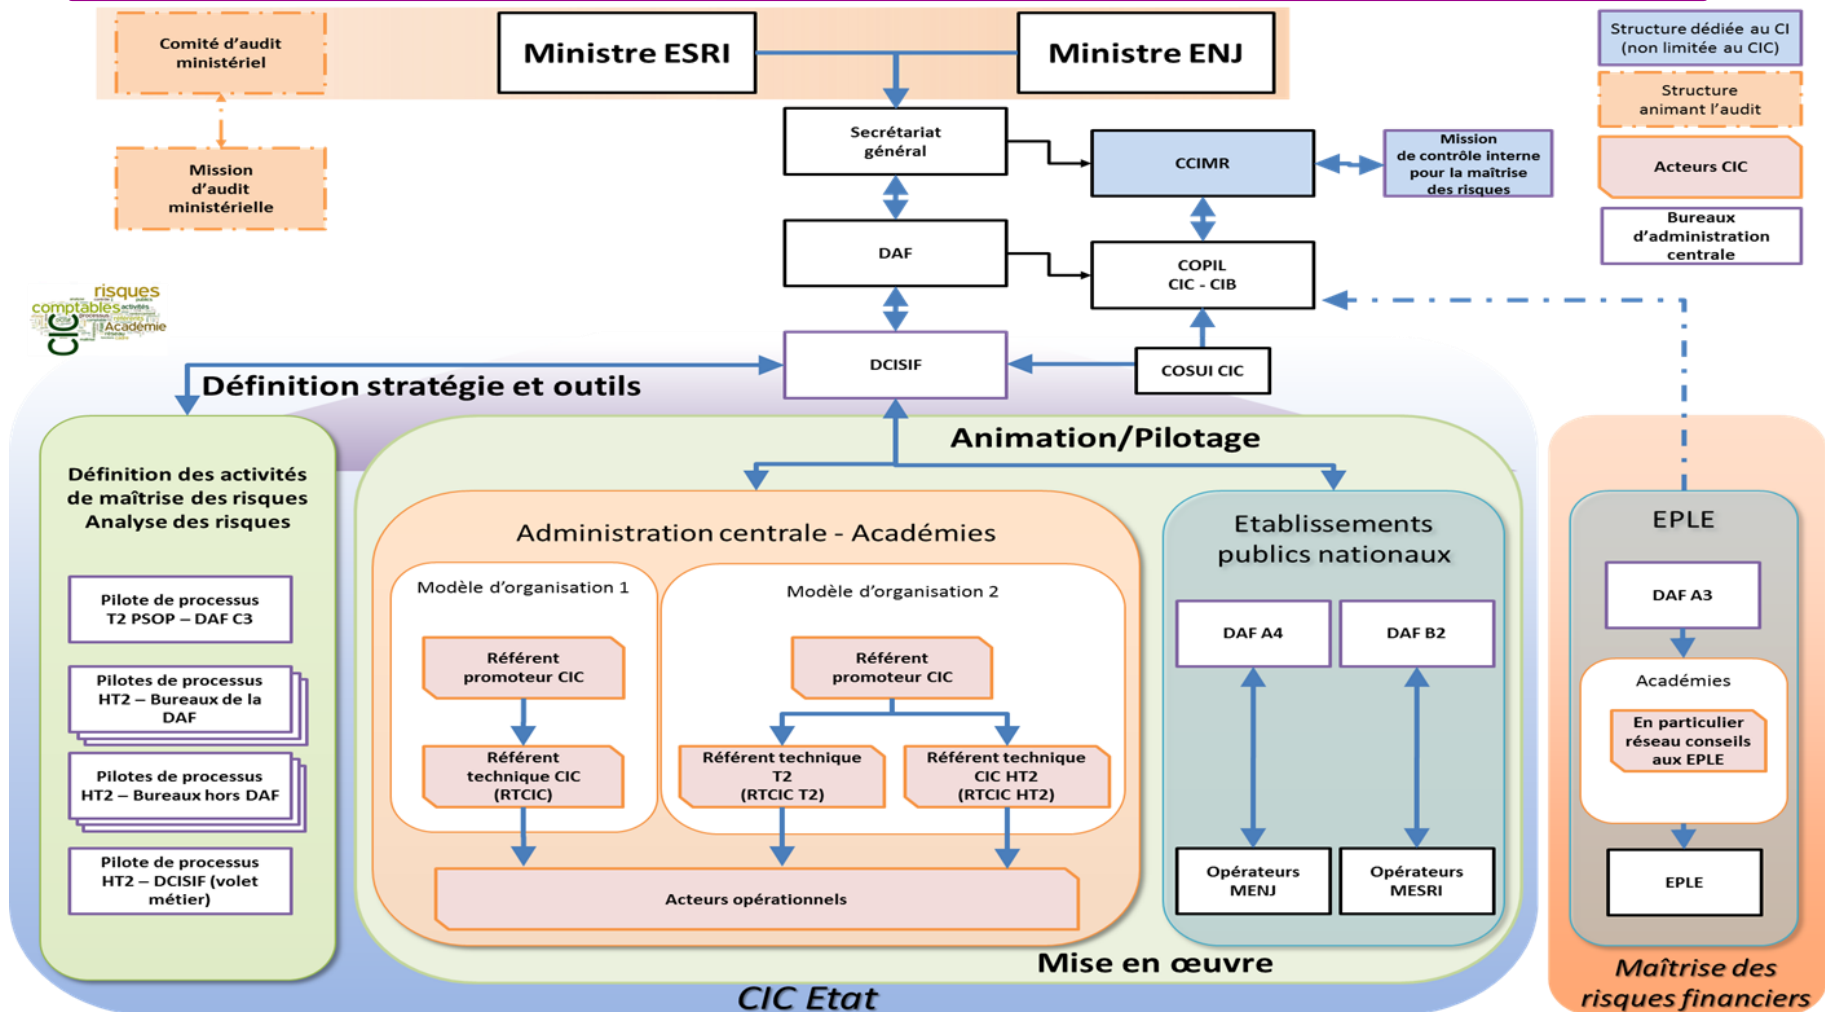 Comité d'audit
ministériel
Ministre ESRI
Ministre ENJ
Structure dédiée au CI
(non limitée au CIC)
Structure
animant l'audit
Acteurs CIC
Bureaux
d'administration
centrale
Mission
d'audit
ministérielle
Secrétariat
général
CCIMR
Mission
de contrôle interne
pour la maîtrise
des risques
DAF
COPIL
CIC - CIB
risques
comptables
activités
Académie
CIC
DCISIF
COSUI CIC
Définition stratégie et outils
Définition des activités
de maîtrise des risques
Analyse des risques
Pilote de processus
T2 PSOP – DAF C3
Pilotes de processus
HT2 – Bureaux de la
DAF
Pilotes de processus
HT2 – Bureaux hors DAF
Pilote de processus
HT2 – DCISIF (volet
métier)
Animation/Pilotage
Administration centrale - Académies
Modèle d'organisation 1
Référent
promoteur CIC
Référent
technique CIC
(RTCIC)
Modèle d'organisation 2
Référent
promoteur CIC
Référent technique
T2
(RTCIC T2)
Référent technique
CIC HT2
(RTCIC HT2)
Acteurs opérationnels
Etablissements
publics nationaux
DAF A4
DAF B2
Opérateurs
MENJ
Opérateurs
MESRI
Mise en œuvre
CIC Etat
EPLE
DAF A3
Académies
En particulier
réseau conseils
aux EPLE
EPLE
Maîtrise des
risques financiers